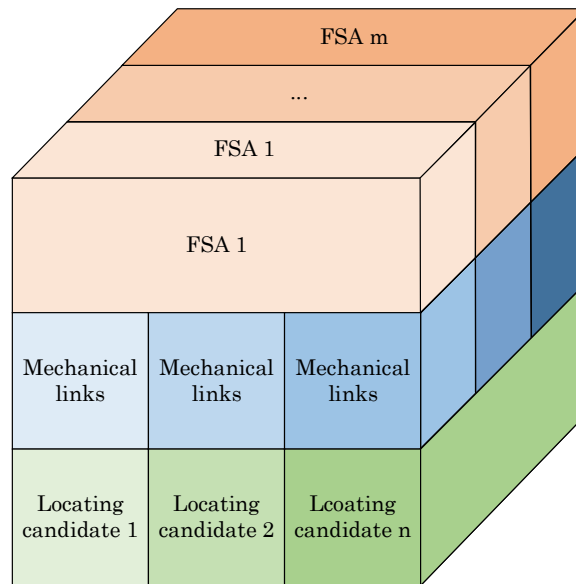 FSA m
...
FSA 1
FSA 1
Mechanical links
Mechanical links
Mechanical links
Locating candidate 1
Locating candidate 2
Lcoating candidate n